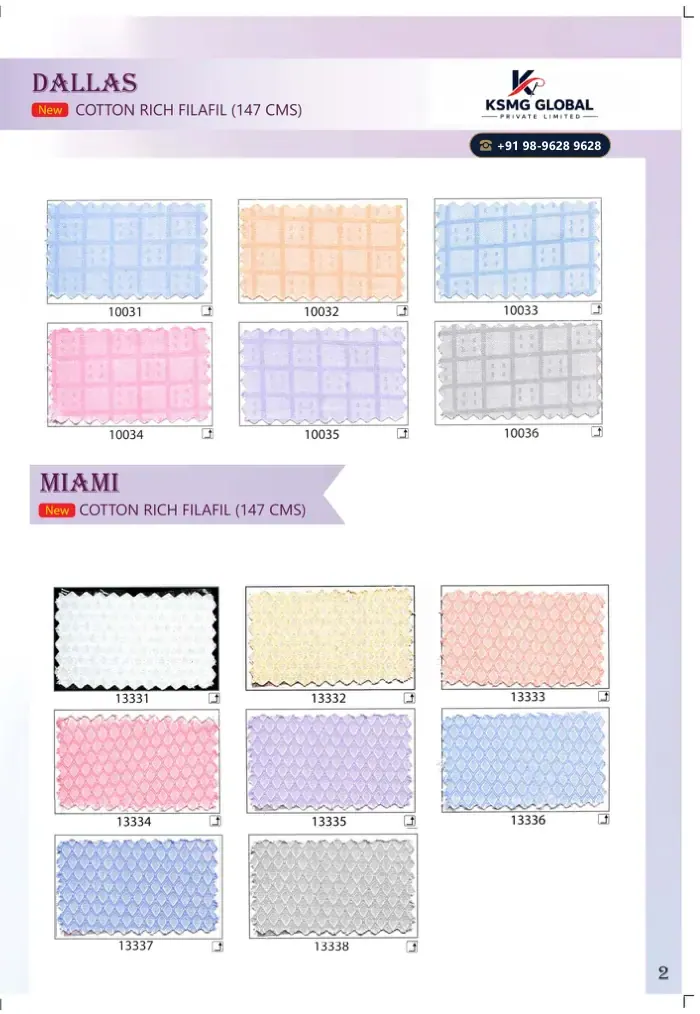 DALLAS
New COTTON RICH FILAFIL (147 CMS)
KSMG GLOBAL
PRIVATE LIMITED
+91 98-9628 9628
10031
10032
10033
10034
10035
10036
MIAMI
New COTTON RICH FILAFIL (147 CMS)
13331
13332
13333
13334
13335
13336
13337
13338
2